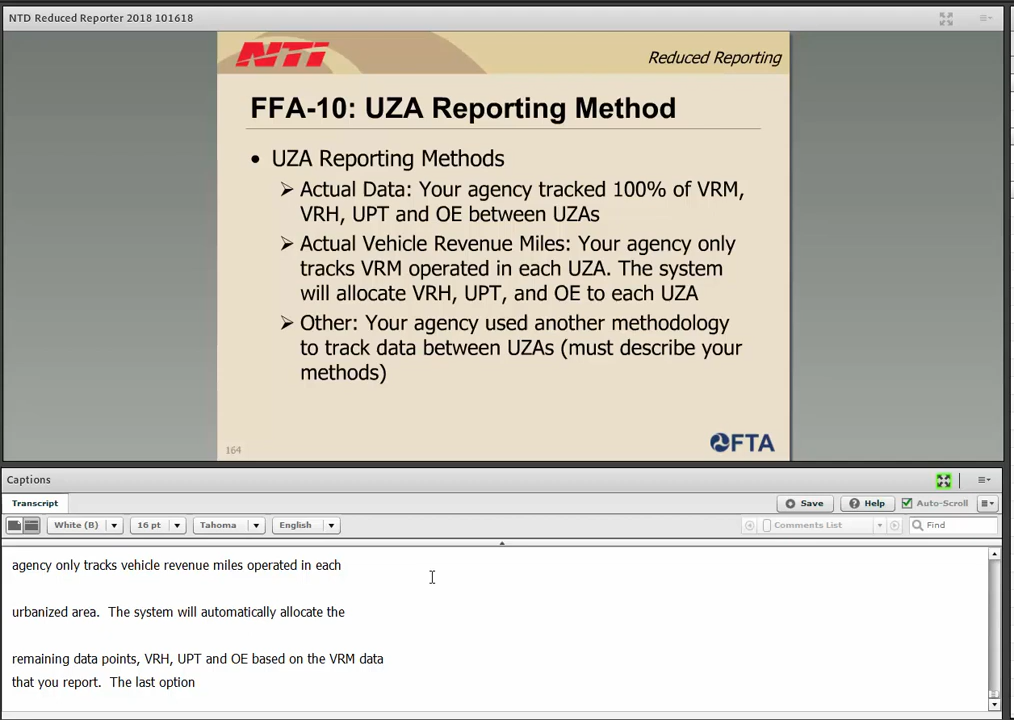 NTD Reduced Reporter 2018 101618
NTI
Reduced Reporting
FFA-10: UZA Reporting Method
• UZA Reporting Methods
➢ Actual Data: Your agency tracked 100% of VRM,
VRH, UPT and OE between UZAs
➢ Actual Vehicle Revenue Miles: Your agency only
tracks VRM operated in each UZA. The system
will allocate VRH, UPT, and OE to each UZA
➢ Other: Your agency used another methodology
to track data between UZAs (must describe your
methods)
164
FTA
Captions
Transcript
Save
Help
Auto-Scroll
White (B)
16 pt
Tahoma
English
Comments List
Find
agency only tracks vehicle revenue miles operated in each
urbanized area.  The system will automatically allocate the
remaining data points, VRH, UPT and OE based on the VRM data
that you report.  The last option